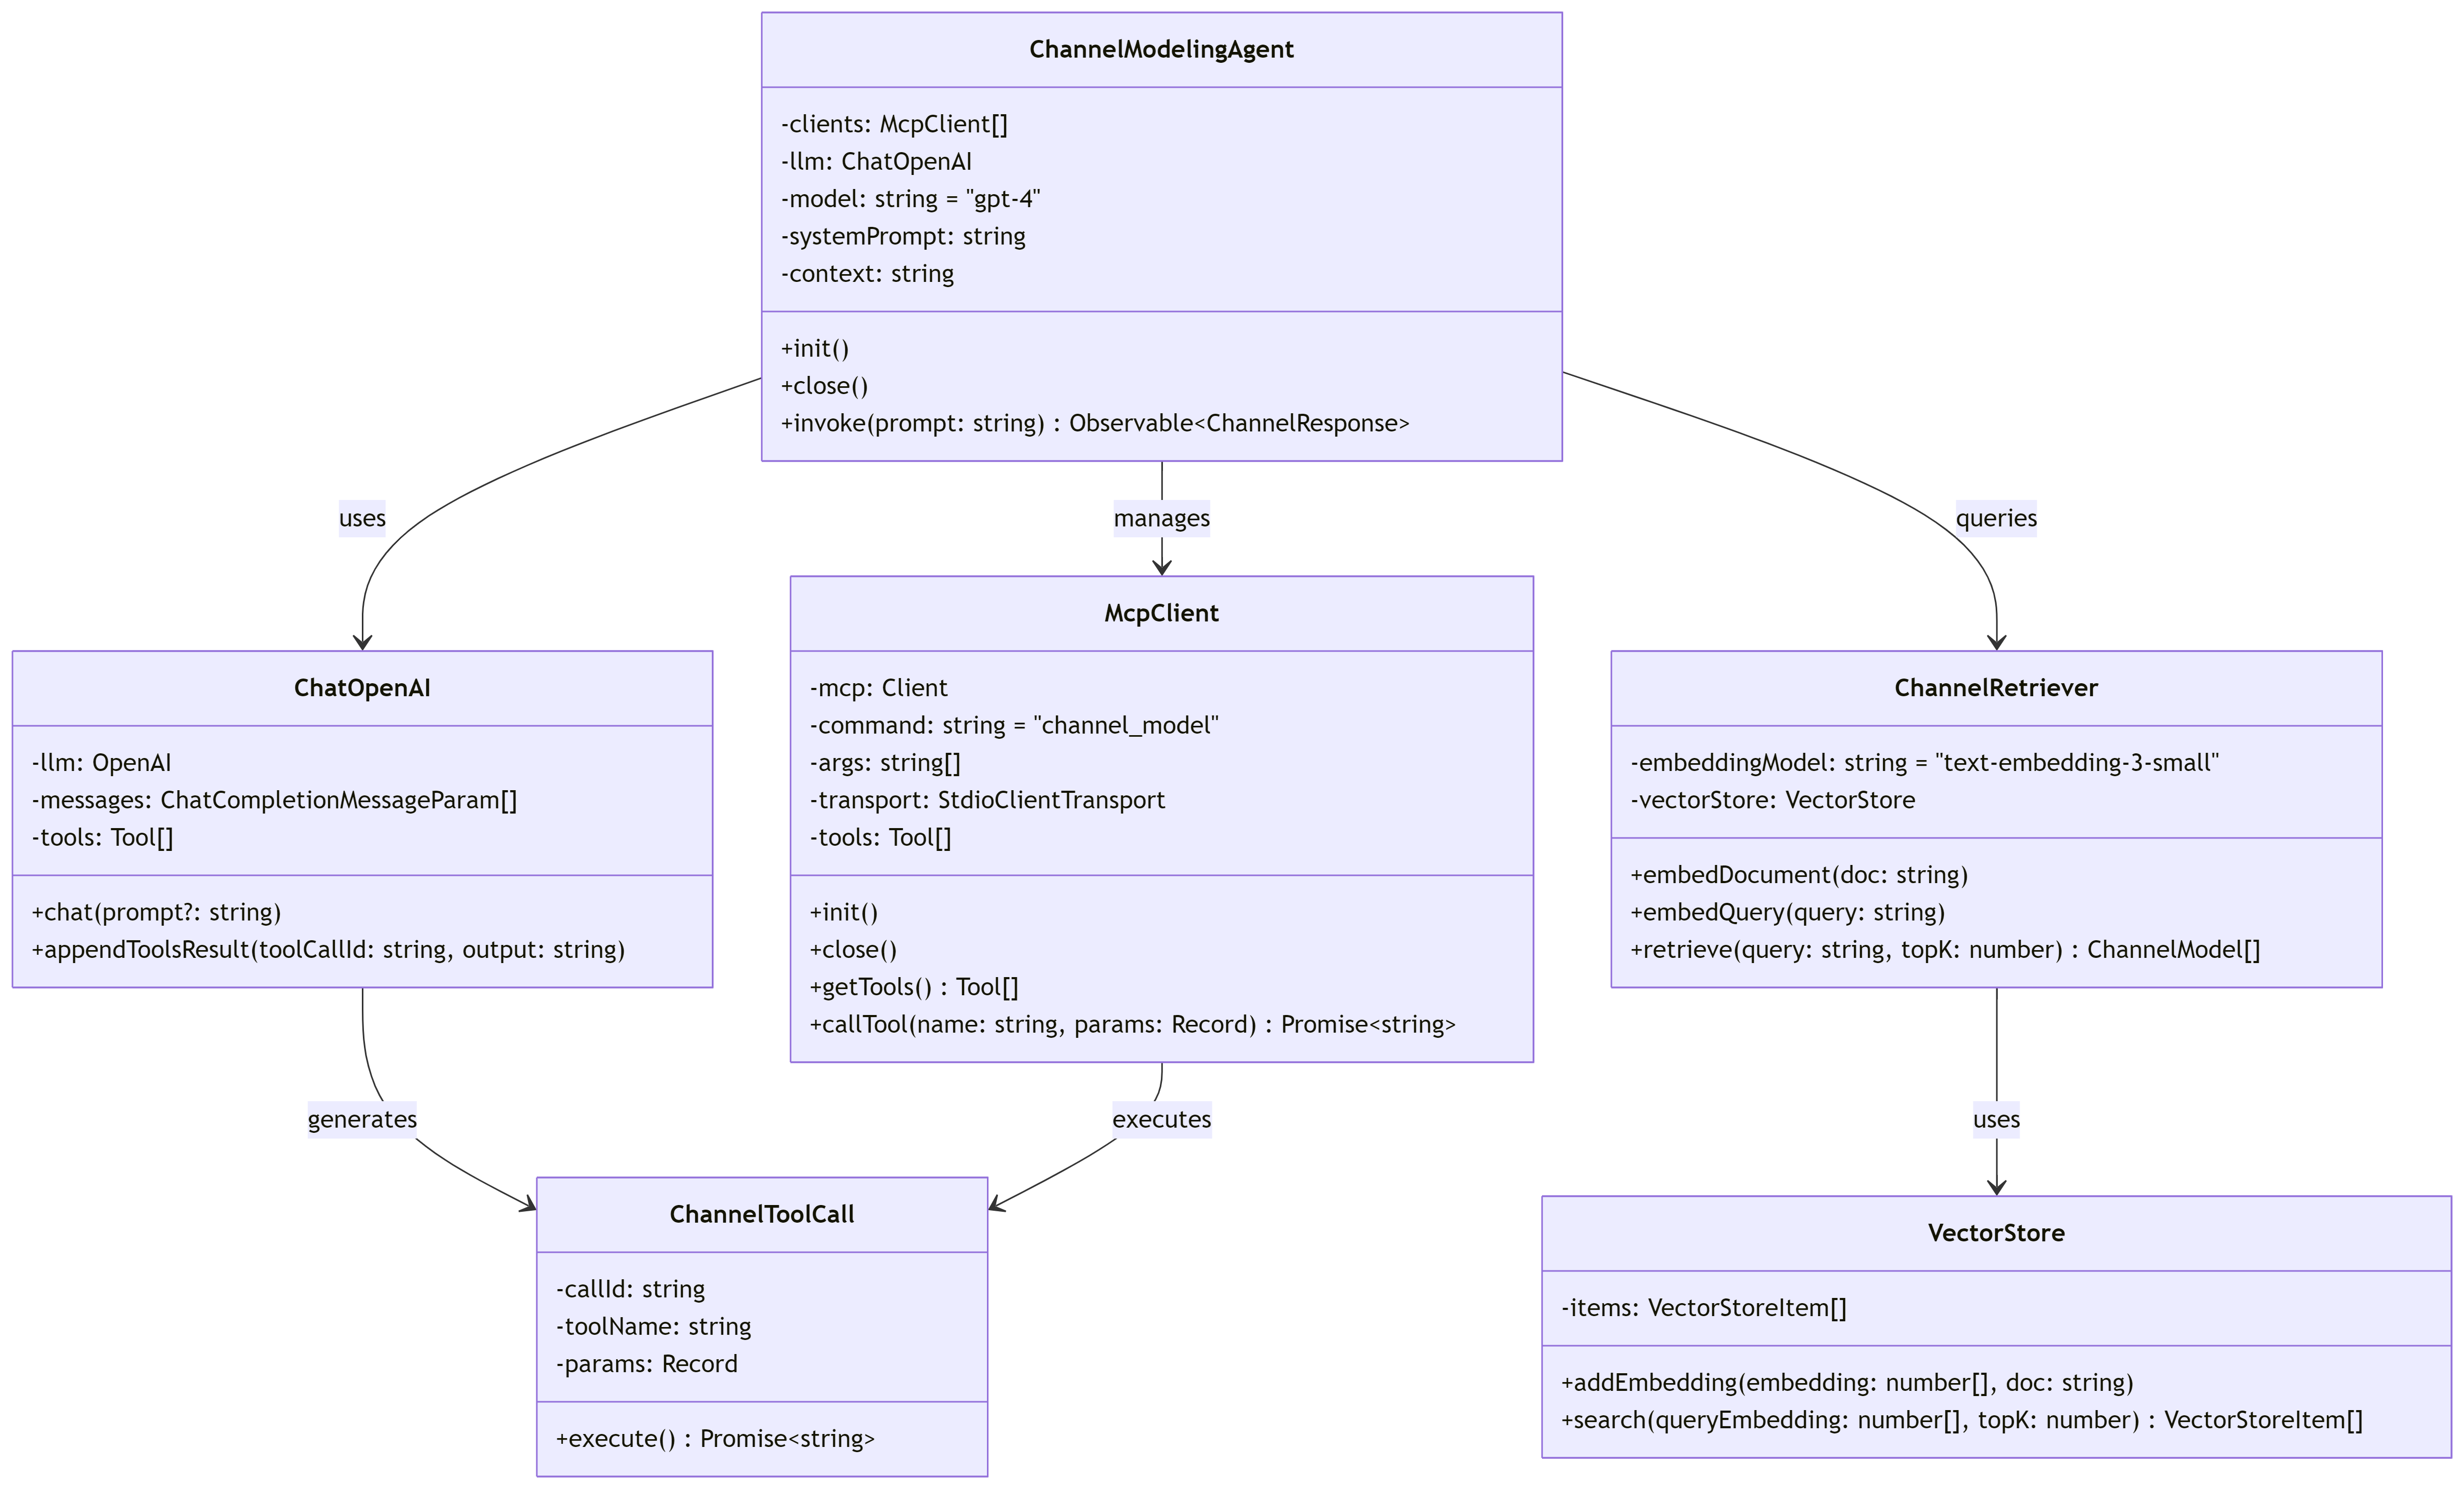 ChannelModelingAgent
-clients: McpClient[]
-llm: ChatOpenAI
-model: string = "gpt-4"
-systemPrompt: string
-context: string
+init()
+close()
+invoke(prompt: string) : Observable<ChannelResponse>
uses
manages
queries
ChatOpenAI
-llm: OpenAI
-messages: ChatCompletionMessageParam[]
-tools: Tool[]
+chat(prompt?: string)
+appendToolsResult(toolCallId: string, output: string)
McpClient
-mcp: Client
-command: string = "channel_model"
-args: string[]
-transport: StdioClientTransport
-tools: Tool[]
+init()
+close()
+getTools() : Tool[]
+callTool(name: string, params: Record) : Promise<string>
ChannelRetriever
-embeddingModel: string = "text-embedding-3-small"
-vectorStore: VectorStore
+embedDocument(doc: string)
+embedQuery(query: string)
+retrieve(query: string, topK: number) : ChannelModel[]
generates
executes
uses
ChannelToolCall
-callId: string
-toolName: string
-params: Record
+execute() : Promise<string>
VectorStore
-items: VectorStoreItem[]
+addEmbedding(embedding: number[], doc: string)
+search(queryEmbedding: number[], topK: number) : VectorStoreItem[]